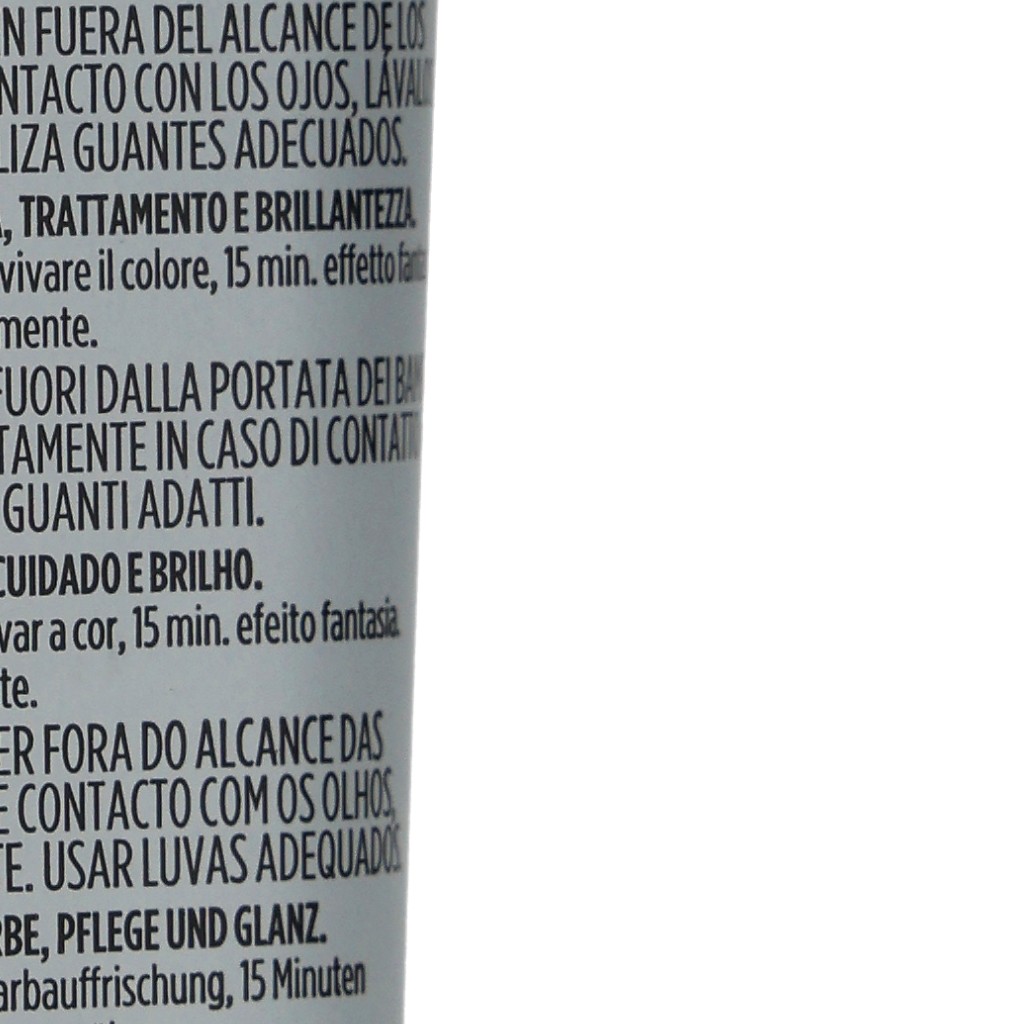 N FUERA DEL ALCANCE DE LOS
NTACTO CON LOS OJOS,
LIZA GUANTES ADECUADOS.
, TRATTAMENTO E BRILLANTEZZA.
vivare il colore, 15 min. effetto
mente.
FUORI DALLA PORTATA DEI
TAMENTE IN CASO DI
GUANTI ADATTI.
CUIDADO E BRILHO.
var a cor, 15 min. efeito fantasia.
te.
ER FORA DO ALCANCE DAS
E CONTACTO COM OS OLHOS,
TE. USAR LUVAS ADEQUADOS.
RBE, PFLEGE UND GLANZ.
arbauffrischung, 15 Minuten